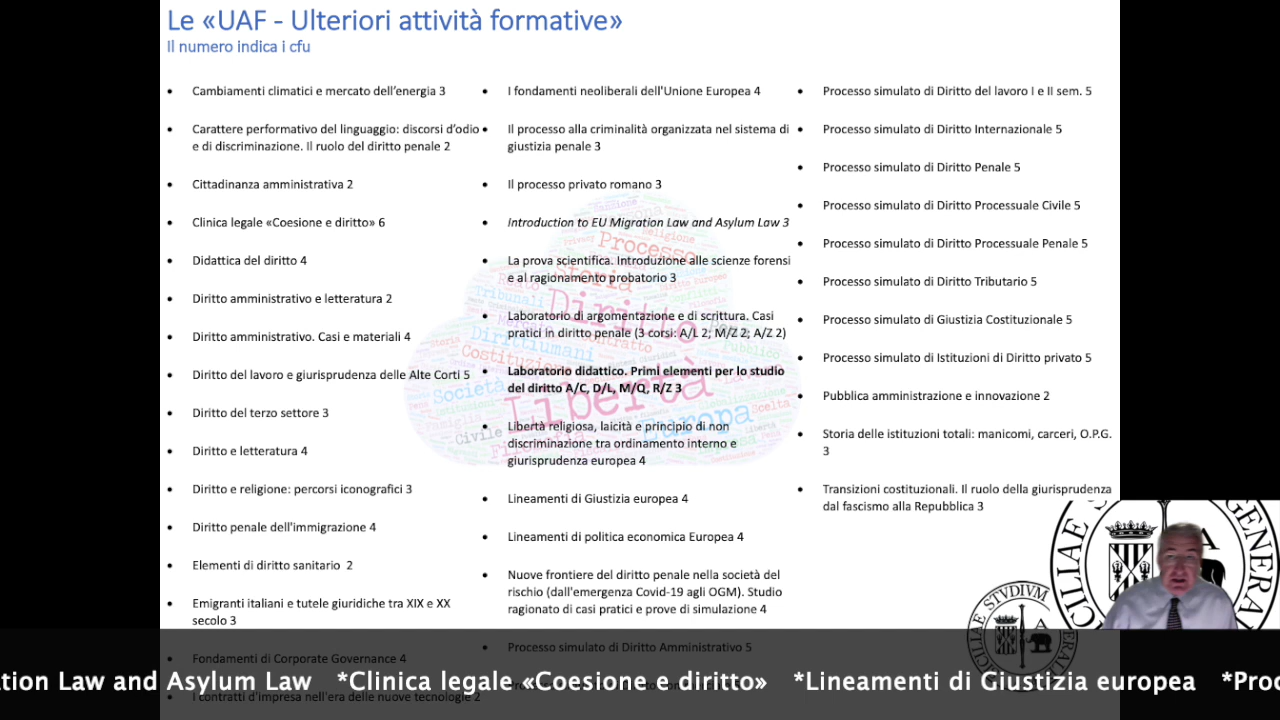 Le «UAF - Ulteriori attività formative»
Il numero indica i cfu
Cambiamenti climatici e mercato dell'energia 3
Carattere performativo del linguaggio: discorsi d'odio
e di discriminazione. Il ruolo del diritto penale 2
Cittadinanza amministrativa 2
Clinica legale «Coesione e diritto» 6
Didattica del diritto 4
Diritto amministrativo e letteratura 2
Diritto amministrativo. Casi e materiali 4
Diritto del lavoro e giurisprudenza delle Alte Corti 5
Diritto del terzo settore 3
Diritto e letteratura 4
Diritto e religione: percorsi iconografici 3
Diritto penale dell'immigrazione 4
Elementi di diritto sanitario 2
Emigranti italiani e tutele giuridiche tra XIX e XX
secolo 3
Fondamenti di Corporate Governance 4
I contratti d'impresa nell'era delle nuove tecnologie 2
I fondamenti neoliberali dell'Unione Europea 4
Il processo alla criminalità organizzata nel sistema di
giustizia penale 3
Il processo privato romano 3
Introduction to EU Migration Law and Asylum Law 3
La prova scientifica. Introduzione alle scienze forensi
e al ragionamento probatorio 3
Laboratorio di argomentazione e di scrittura. Casi
pratici in diritto penale (3 corsi: A/L 2; M/Z 2; A/Z 2)
Laboratorio didattico. Primi elementi per lo studio
del diritto A/C, D/L, M/Q, R/Z 3
Libertà religiosa, laicità e principio di non
discriminazione tra ordinamento interno e
giurisprudenza europea 4
Lineamenti di Giustizia europea 4
Lineamenti di politica economica Europea 4
Nuove frontiere del diritto penale nella società del
rischio (dall'emergenza Covid-19 agli OGM). Studio
ragionato di casi pratici e prove di simulazione 4
Processo simulato di Diritto Amministrativo 5
Processo simulato di Diritto del lavoro I e II sem. 5
Processo simulato di Diritto Internazionale 5
Processo simulato di Diritto Penale 5
Processo simulato di Diritto Processuale Civile 5
Processo simulato di Diritto Processuale Penale 5
Processo simulato di Diritto Tributario 5
Processo simulato di Giustizia Costituzionale 5
Processo simulato di Istituzioni di Diritto privato 5
Pubblica amministrazione e innovazione 2
Storia delle istituzioni totali: manicomi, carceri, O.P.G.
3
Transizioni costituzionali. Il ruolo della giurisprudenza
dal fascismo alla Repubblica 3
Processo
Storia
Diritto
Tribunali
Dirittiumani
Costituzione
Società
Libertà
Europa
Civile
Scelta
SICILIAE STVDIVM GENERALE
tion Law and Asylum Law *Clinica legale «Coesione e diritto» *Lineamenti di Giustizia europea *Proc